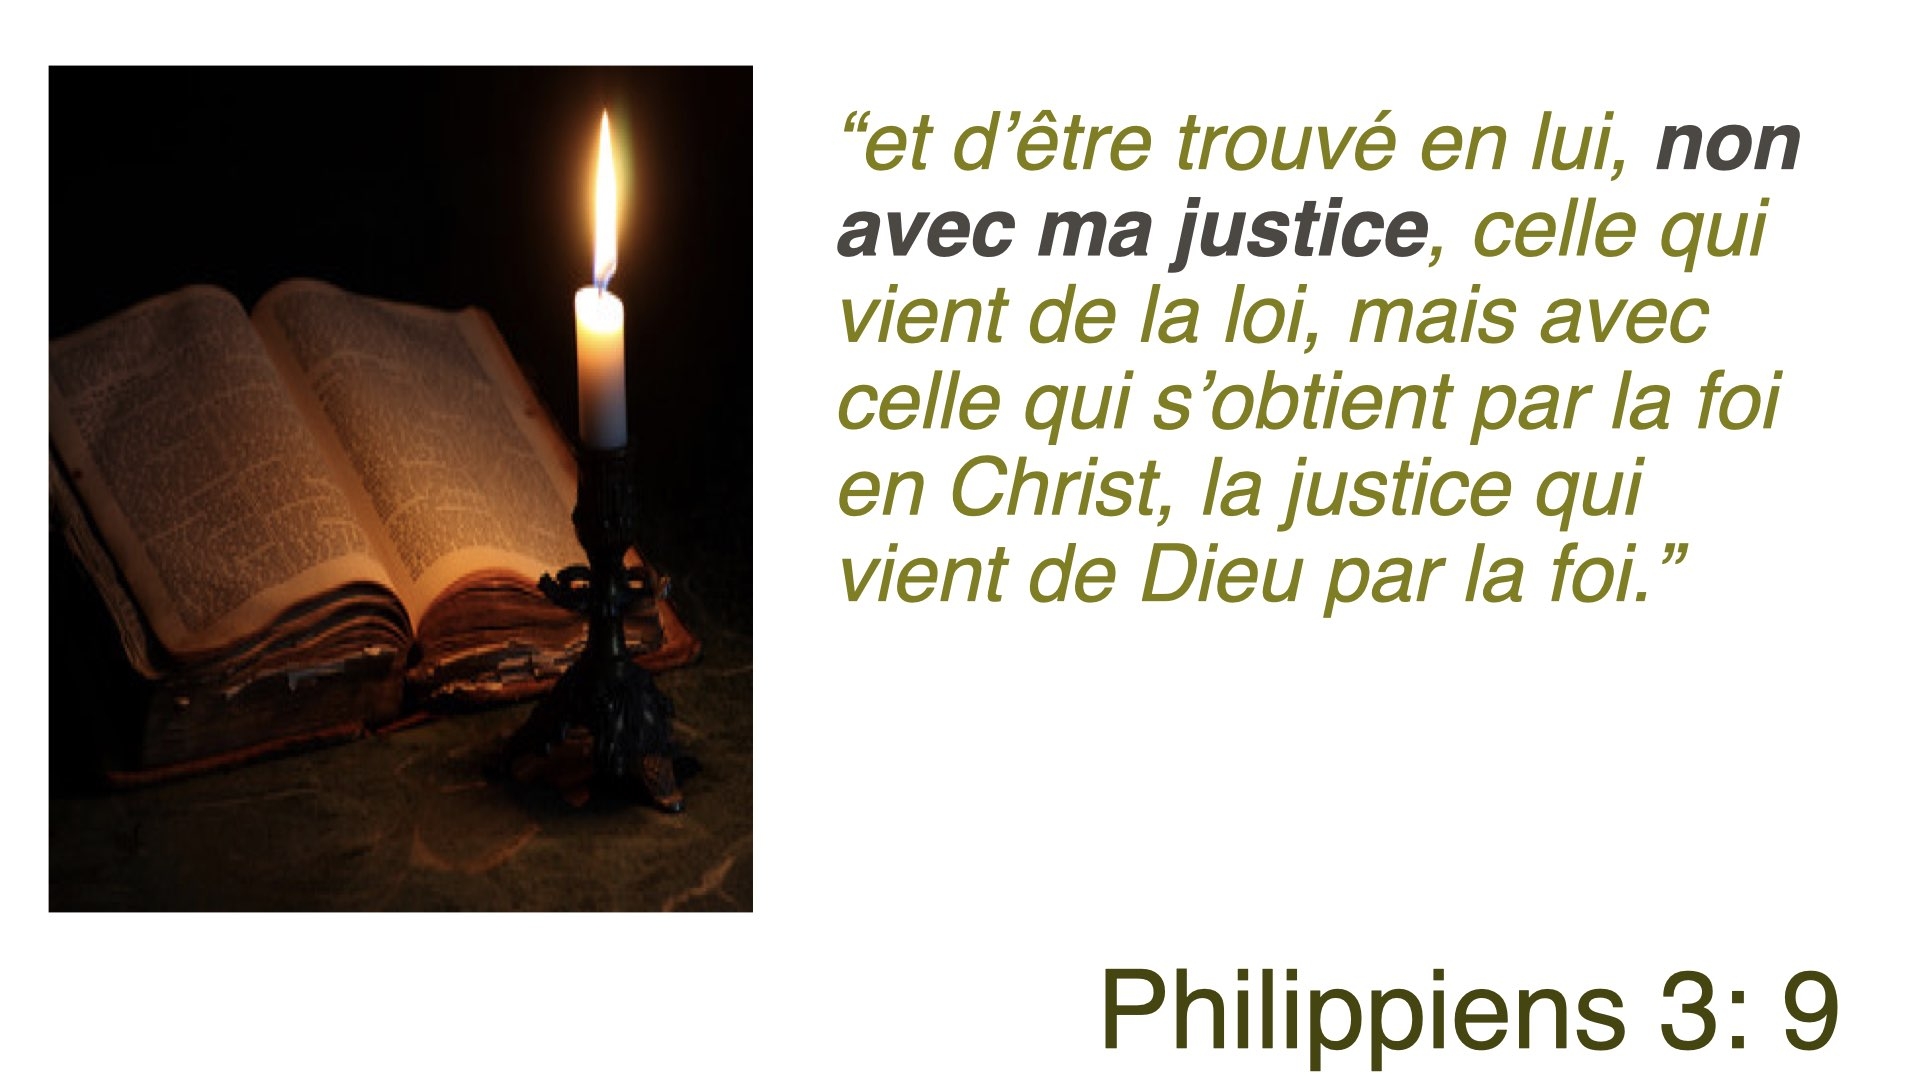 “et d’être trouvé en lui, non
avec ma justice, celle qui
vient de la loi, mais avec
celle qui s’obtient par la foi
en Christ, la justice qui
vient de Dieu par la foi.”
Philippiens 3: 9